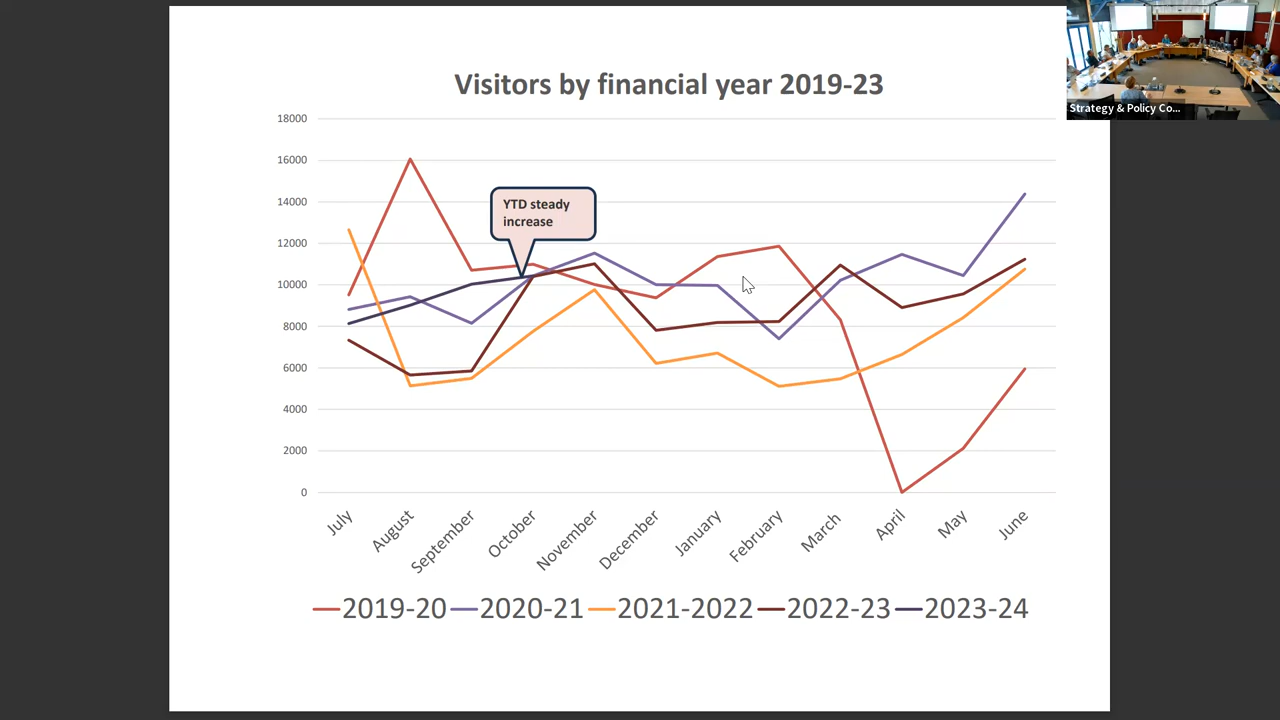 Visitors by financial year 2019-23
Strategy & Policy Co...
18000
16000
14000
12000
10000
8000
6000
4000
2000
0
YTD steady
increase
July
August
September
October
November
December
January
February
March
April
May
June
2019-20
2020-21
2021-2022
2022-23
2023-24